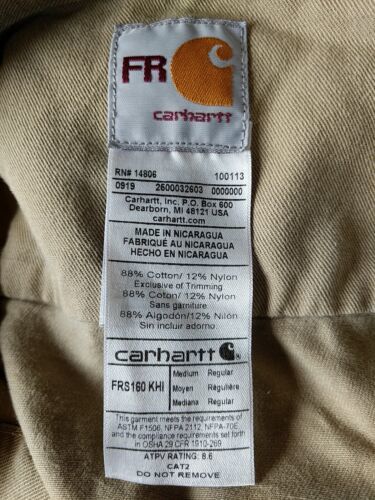 FR
carhartt
RN# 14806 100113
0919 2600032603 0000000
Carhartt, Inc. P.O. Box 600
Dearborn, MI 48121 USA
carhartt.com
MADE IN NICARAGUA
FABRIQUÉ AU NICARAGUA
HECHO EN NICARAGUA
88% Cotton/ 12% Nylon
Exclusive of Trimming
88% Coton/ 12% Nylon
Sans garniture.
88% Algodón/12% Nilón
Sin incluir adorno.
carhartt
FRS160 KHI
Medium Regular
Moyen Régulière
Medio Regular
This garment meets the requirements of
ASTM F1506, NFPA 2112, NFPA-70E
and the compliance requirements set forth
in OSHA 29 CFR 1910-269
ATPV RATING: 8.6
CAT2
DO NOT REMOVE